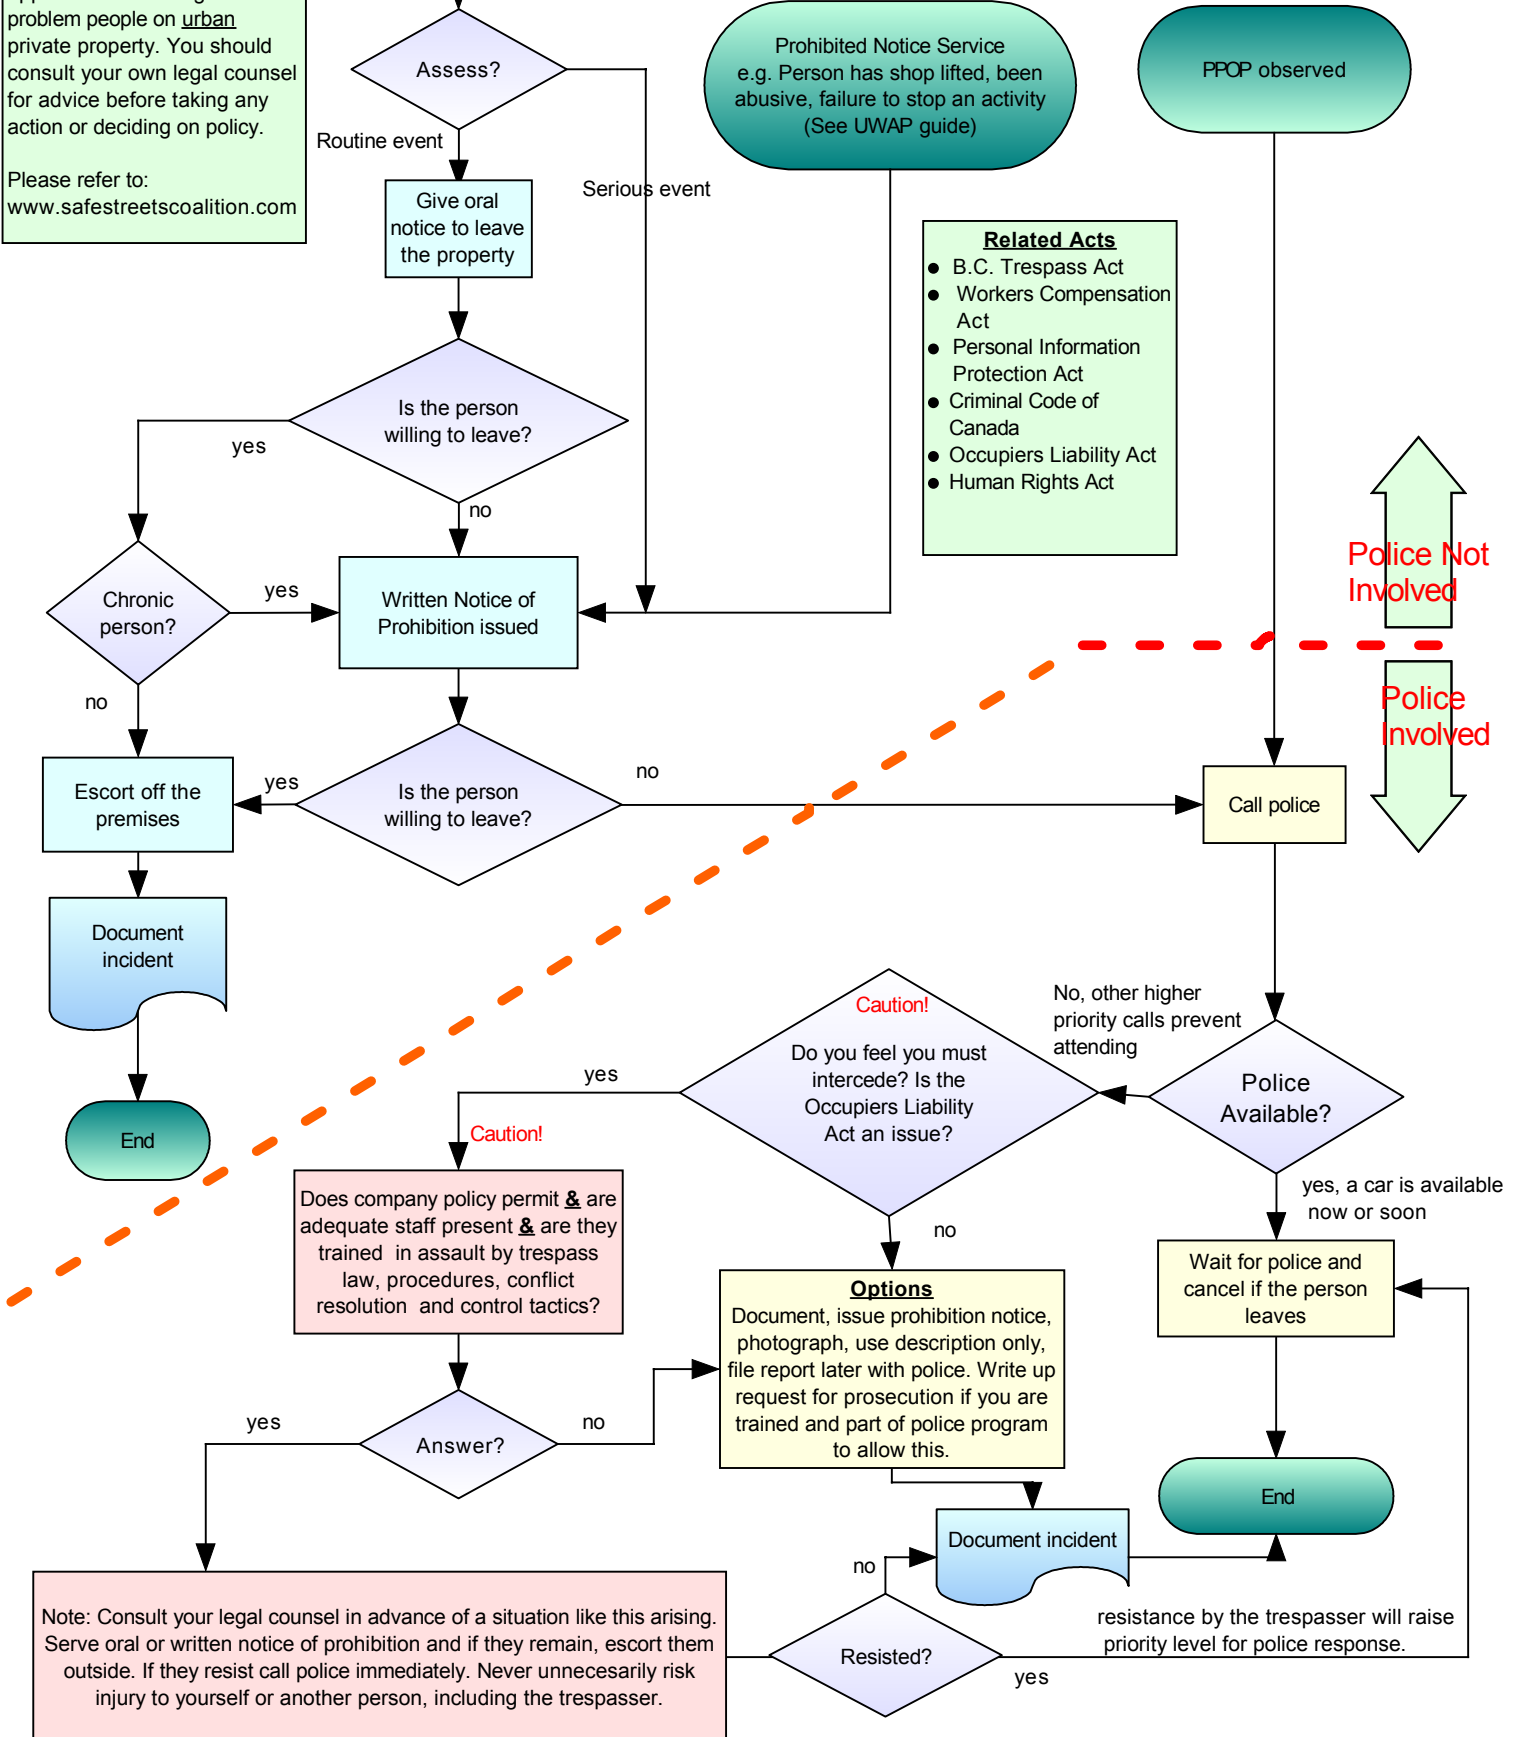 problem people on urban
private property. You should
consult your own legal counsel
for advice before taking any
action or deciding on policy.
Please refer to:
www.safestreetscoalition.com
Assess?
Routine event
Serious event
Prohibited Notice Service
e.g. Person has shop lifted, been
abusive, failure to stop an activity
(See UWAP guide)
PPOP observed
Give oral
notice to leave
the property
Related Acts
● B.C. Trespass Act
● Workers Compensation
Act
● Personal Information
Protection Act
● Criminal Code of
Canada
● Occupiers Liability Act
● Human Rights Act
Is the person
willing to leave?
yes
no
Police Not
Involved
Chronic
person?
yes
no
Written Notice of
Prohibition issued
Police
Involved
Escort off the
premises
yes
Is the person
willing to leave?
no
Call police
Document
incident
End
Caution!
Do you feel you must
intercede? Is the
Occupiers Liability
Act an issue?
No, other higher
priority calls prevent
attending
Police
Available?
yes
Caution!
no
yes, a car is available
now or soon
Does company policy permit & are
adequate staff present & are they
trained in assault by trespass
law, procedures, conflict
resolution and control tactics?
Options
Document, issue prohibition notice,
photograph, use description only,
file report later with police. Write up
request for prosecution if you are
trained and part of police program
to allow this.
Wait for police and
cancel if the person
leaves
yes
Answer?
no
End
Document incident
no
Note: Consult your legal counsel in advance of a situation like this arising.
Serve oral or written notice of prohibition and if they remain, escort them
outside. If they resist call police immediately. Never unnecesarily risk
injury to yourself or another person, including the trespasser.
Resisted?
yes
resistance by the trespasser will raise
priority level for police response.